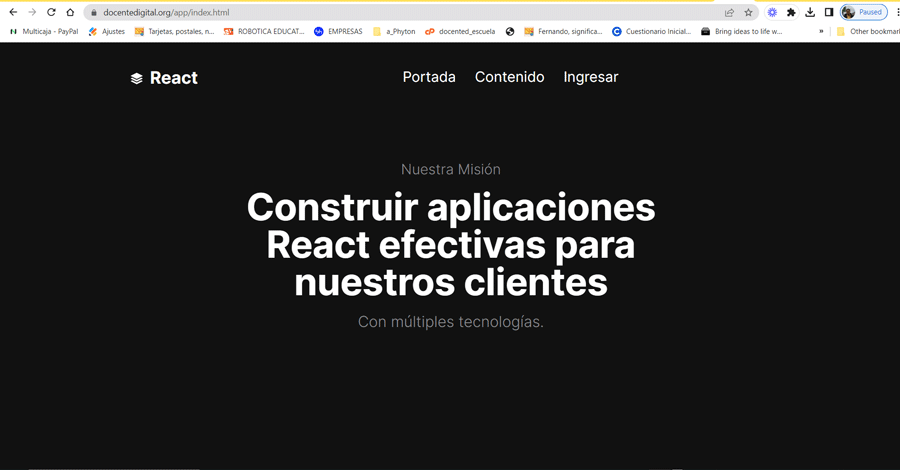 docentedigital.org/app/index.html
Paused
Multicaja - PayPal
Ajustes
Tarjetas, postales, n...
ROBOTICA EDUCAT...
EMPRESAS
a_Phyton
docented_escuela
Fernando, significa...
Cuestionario Inicial...
Bring ideas to life w...
»
Other bookmar
React
Portada
Contenido
Ingresar
Nuestra Misión
Construir aplicaciones
React efectivas para
nuestros clientes
Con múltiples tecnologías.